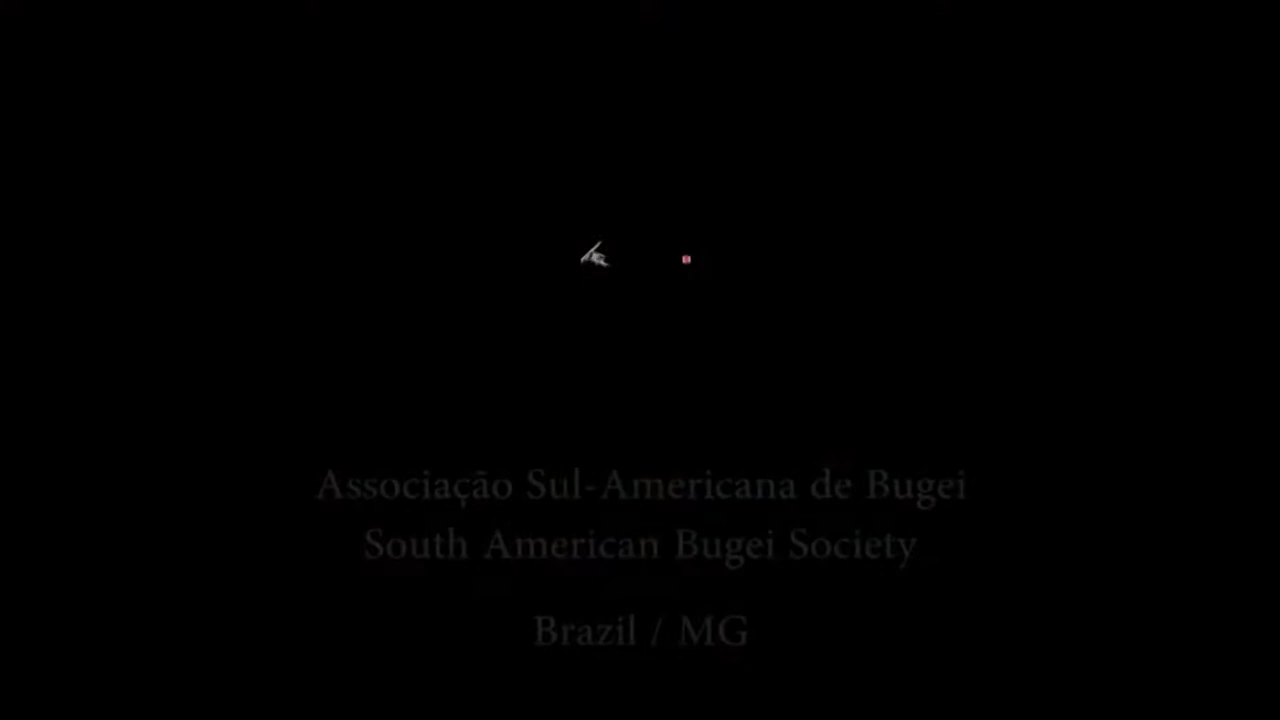 Associação Sul-Americana de Bugei
South American Bugei Society
Brazil / MG